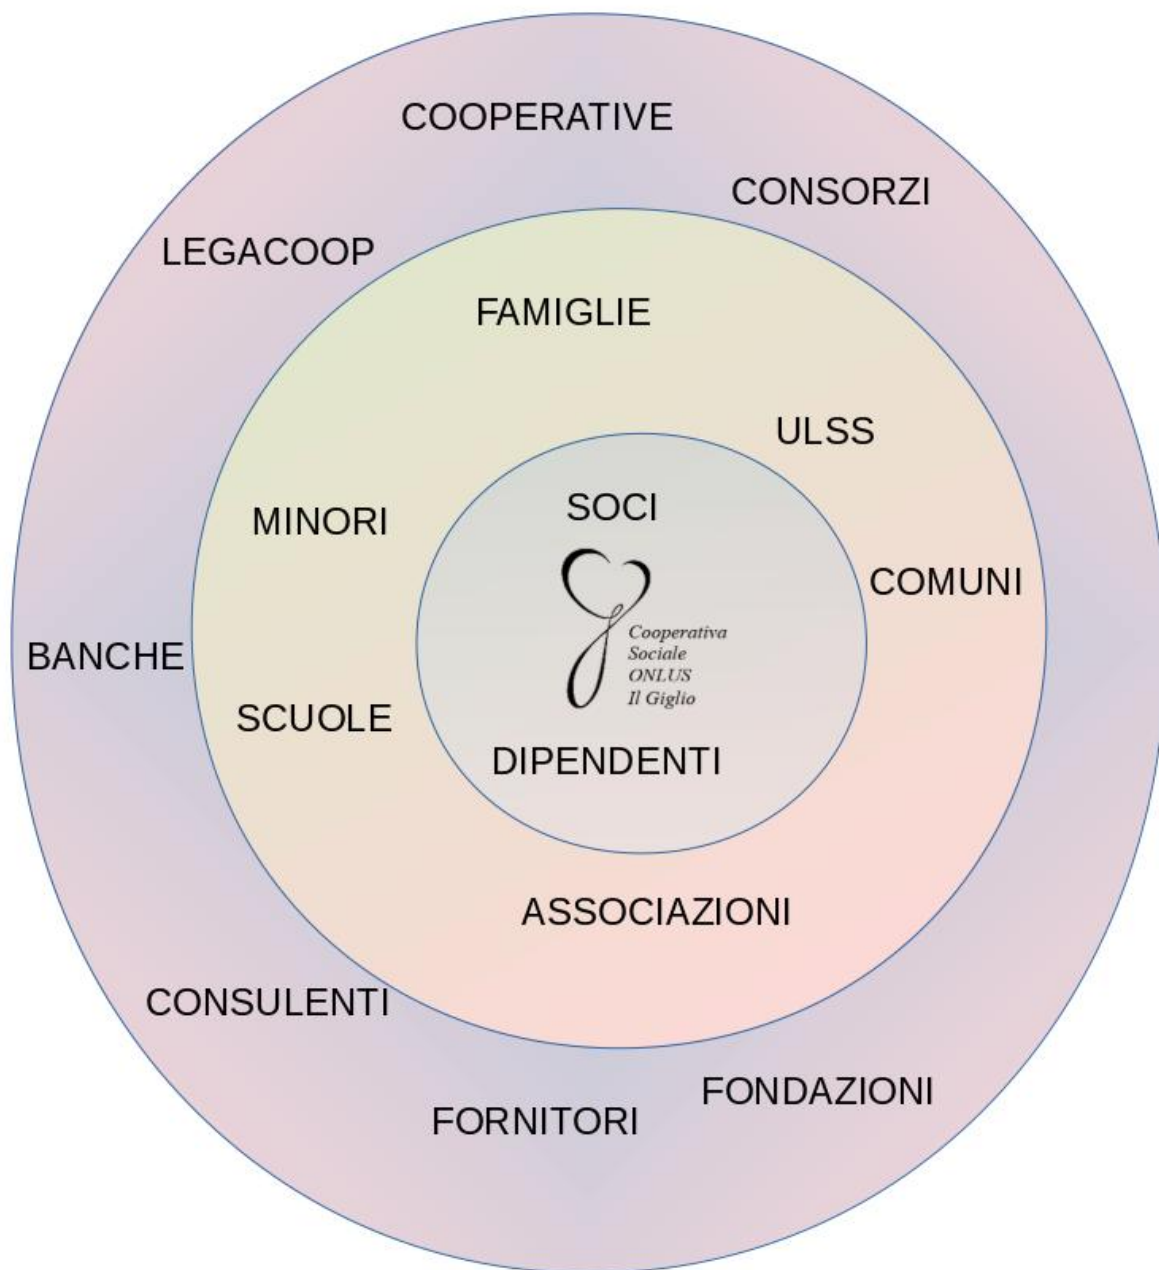 COOPERATIVE
CONSORZI
LEGACOOP
FAMIGLIE
ULSS
SOCI
MINORI
COMUNI
Cooperativa
Sociale
ONLUS
Il Giglio
BANCHE
SCUOLE
DIPENDENTI
ASSOCIAZIONI
CONSULENTI
FONDAZIONI
FORNITORI